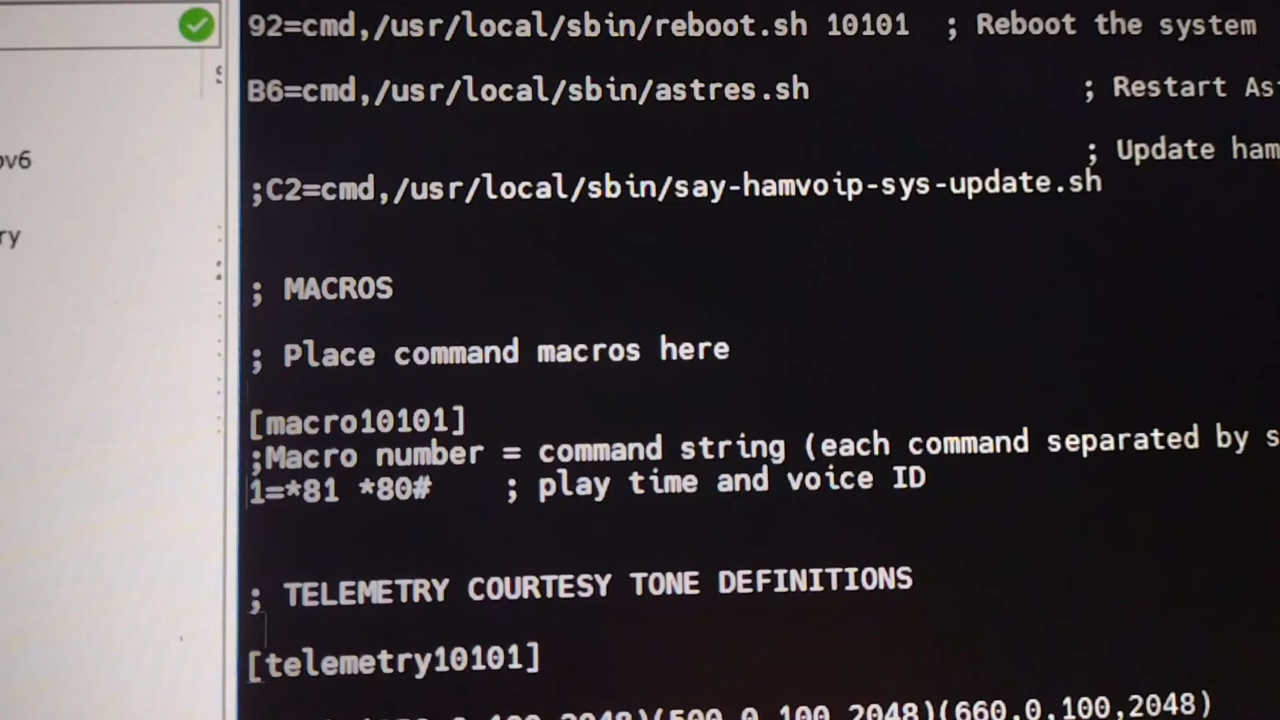 92=cmd,/usr/local/sbin/reboot.sh 10101 ; Reboot the system
B6=cmd,/usr/local/sbin/astres.sh ; Restart
; Update
;C2=cmd,/usr/local/sbin/say-hamvoip-sys-update.sh
; MACROS
; Place command macros here
[macro10101]
;Macro number = command string (each command separated by
1=*81 *80# ; play time and voice ID
; TELEMETRY COURTESY TONE DEFINITIONS
[telemetry10101]
(660,0,100,2048)